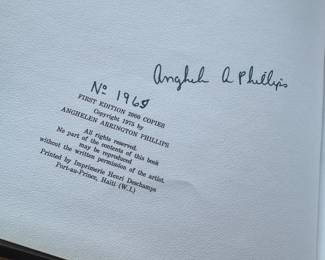 Anghelen A Phillips
No 1965
FIRST EDITION 2000 COPIES
Copyright 1975 by
ANGHELEN ARRINGTON PHILLIPS
All rights reserved.
No part of the contents of this book
may be reproduced
without the written permission of the artist.
Printed by Imprimerie Henri Deschamps
Port-au-Prince, Haiti (W.I.)